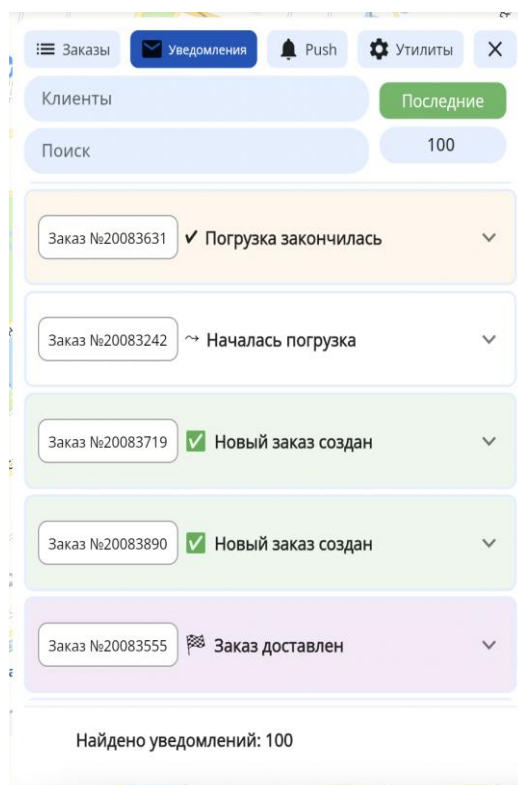 Заказы Уведомления Push Утилиты
Клиенты Последние
Поиск 100
Заказ №20083631 ✓ Погрузка закончилась
Заказ №20083242 ⤳ Началась погрузка
Заказ №20083719 ✅ Новый заказ создан
Заказ №20083890 ✅ Новый заказ создан
Заказ №20083555 🏁 Заказ доставлен
Найдено уведомлений: 100